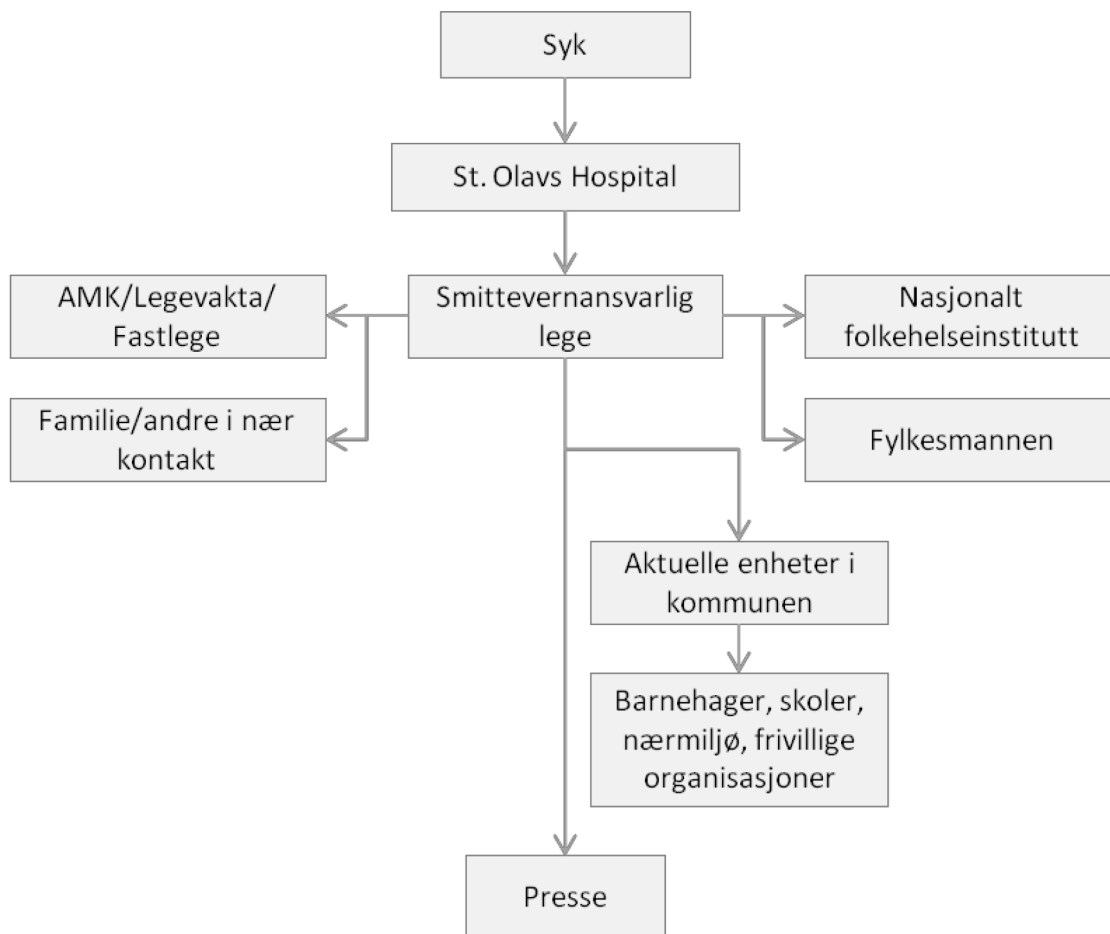 Syk
St. Olavs Hospital
AMK/Legevakta/
Fastlege
Smittevernansvarlig
lege
Nasjonalt
folkehelseinstitutt
Familie/andre i nær
kontakt
Fylkesmannen
Aktuelle enheter i
kommunen
Barnehager, skoler,
nærmiljø, frivillige
organisasjoner
Presse